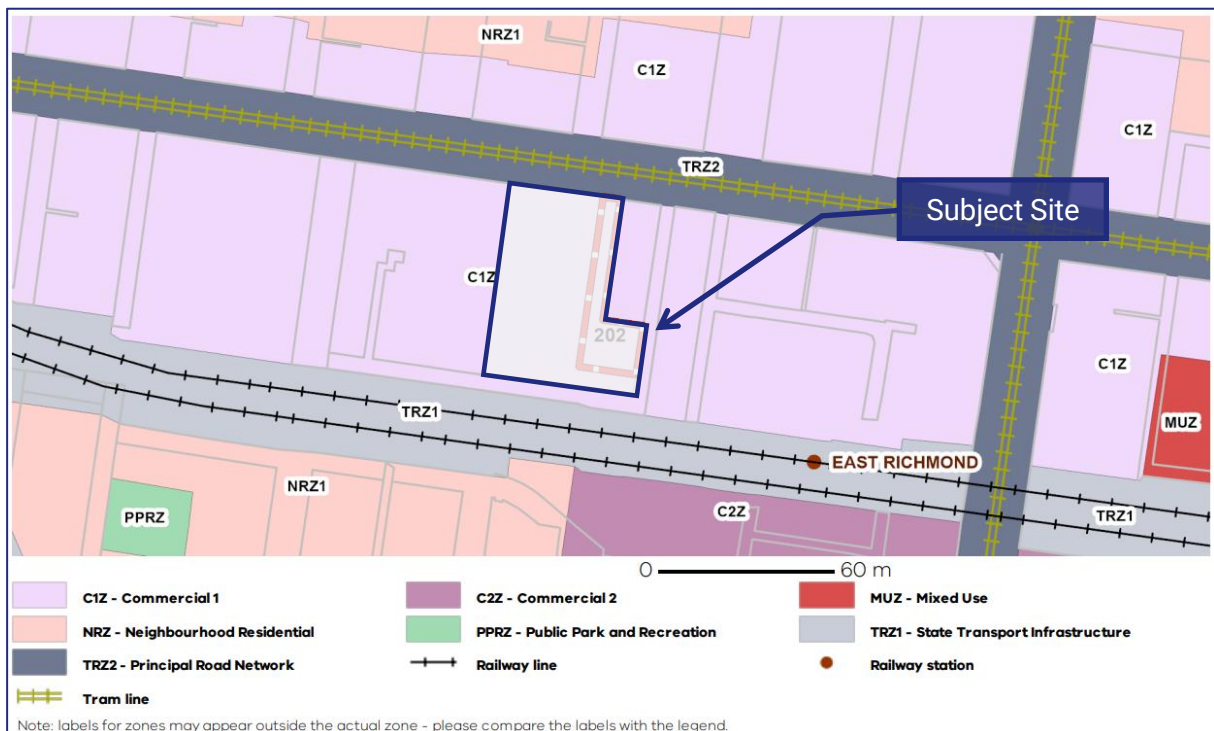 NRZ1
C1Z
C1Z
TRZ2
Subject Site
C1Z
202
C1Z
TRZ1
MUZ
EAST RICHMOND
NRZ1
PPRZ
C2Z
TRZ1
0 60 m
C1Z - Commercial 1
C2Z - Commercial 2
MUZ - Mixed Use
NRZ - Neighbourhood Residential
PPRZ - Public Park and Recreation
TRZ1 - State Transport Infrastructure
TRZ2 - Principal Road Network
Railway line
Railway station
Tram line
Note: labels for zones may appear outside the actual zone - please compare the labels with the legend.